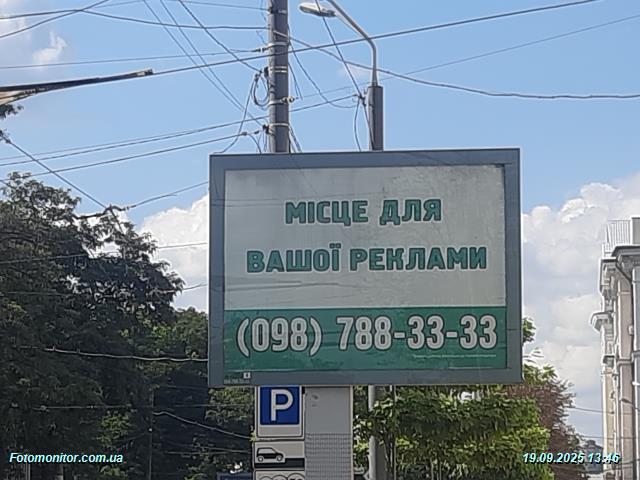 МІСЦЕ ДЛЯ
ВАШОЇ РЕКЛАМИ
(098) 788-33-33
P
Fotomonitor.com.ua
19.09.2025 13:46